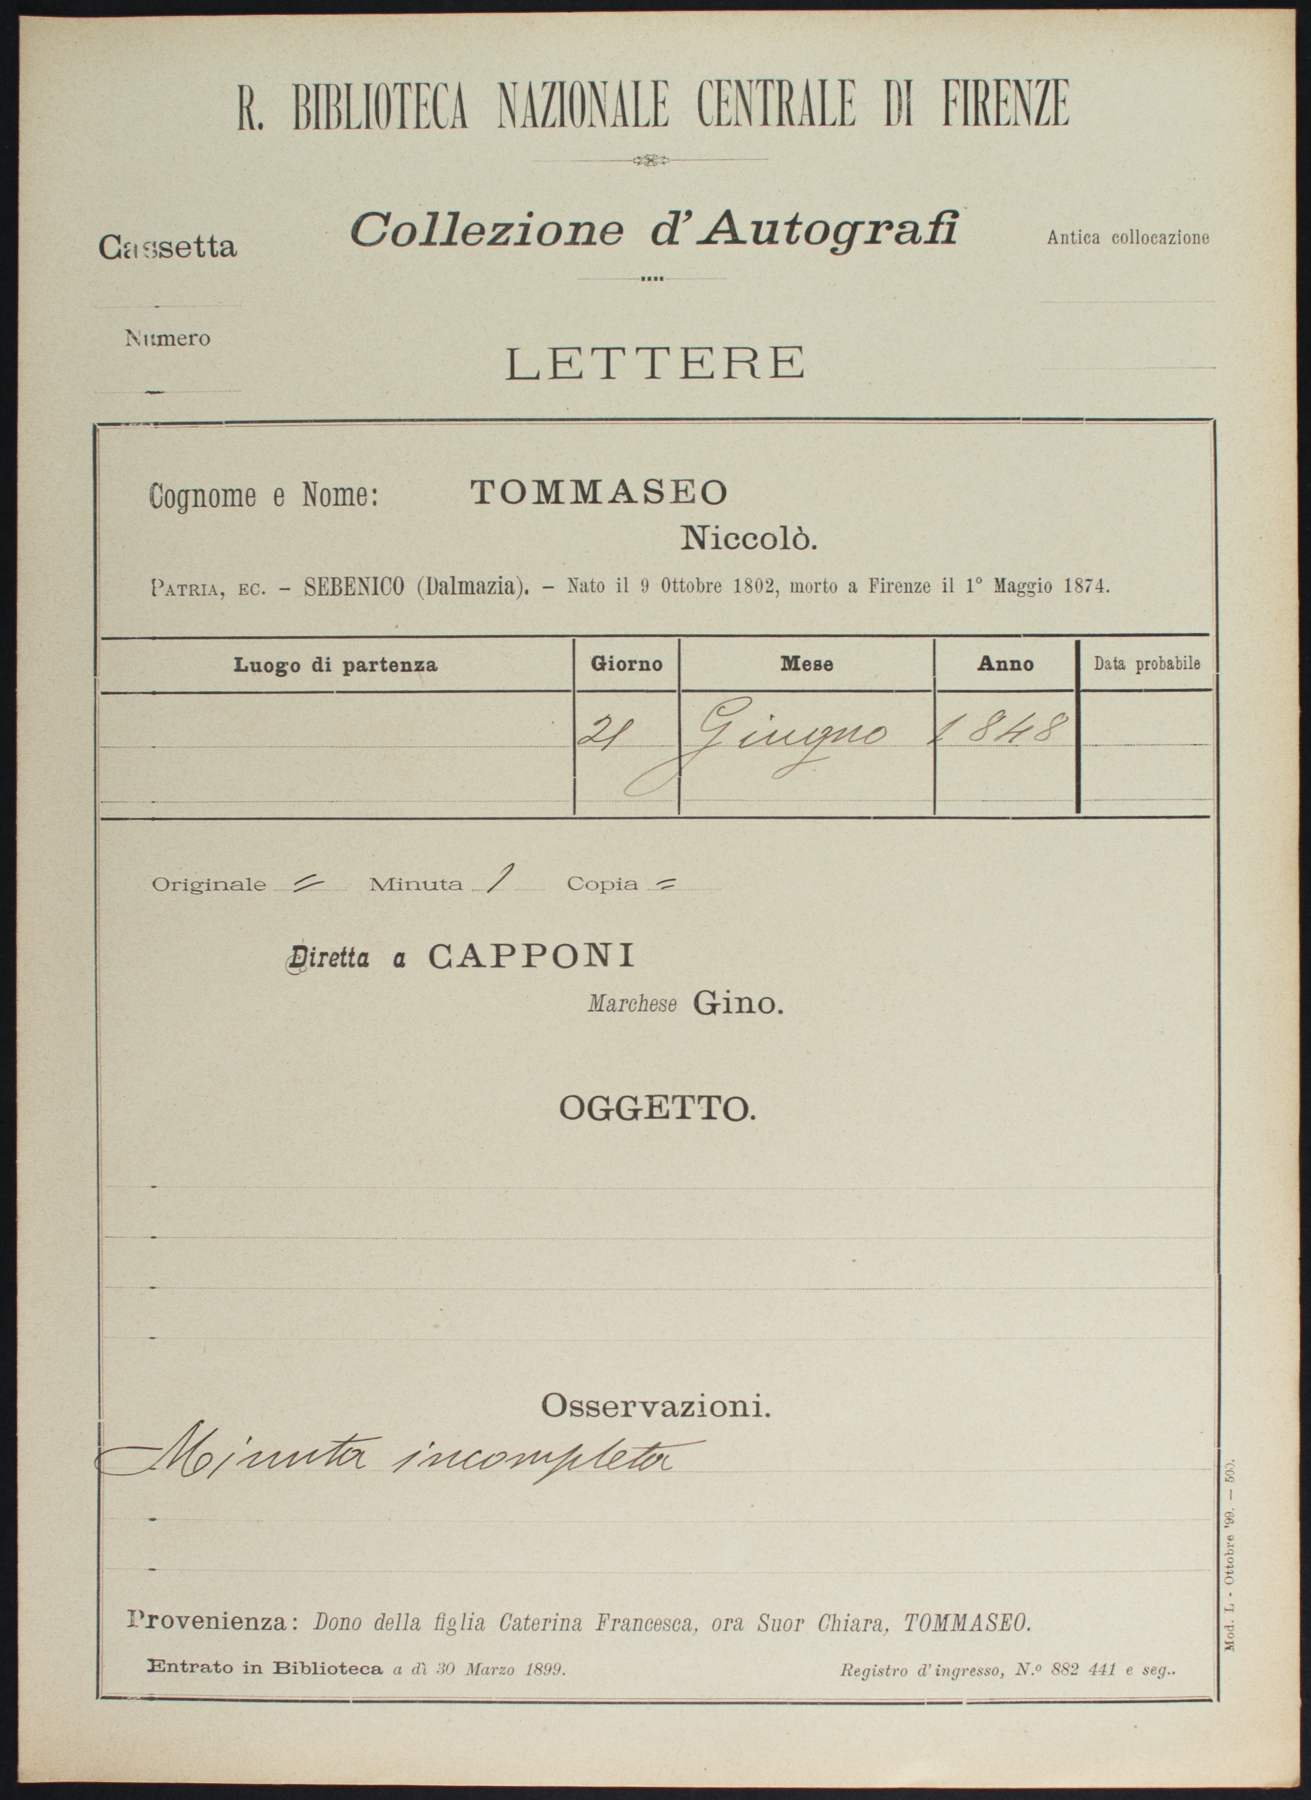 R. BIBLIOTECA NAZIONALE CENTRALE DI FIRENZE
Cassetta
Collezione d'Autografi
Antica collocazione
Numero
LETTERE
Cognome e Nome: TOMMASEO
Niccolò.
PATRIA, EC. – SEBENICO (Dalmazia). – Nato il 9 Ottobre 1802, morto a Firenze il 1° Maggio 1874.
Luogo di partenza Giorno Mese Anno Data probabile
21 Giugno 1848
Originale = Minuta 1 Copia =
Diretta a CAPPONI
Marchese Gino.
OGGETTO.
Osservazioni.
Minuta incompleta
Provenienza: Dono della figlia Caterina Francesca, ora Suor Chiara, TOMMASEO.
Entrato in Biblioteca a dì 30 Marzo 1899. Registro d'ingresso, N.º 882 441 e seg..
Mod. L - Ottobre '99. — 500.